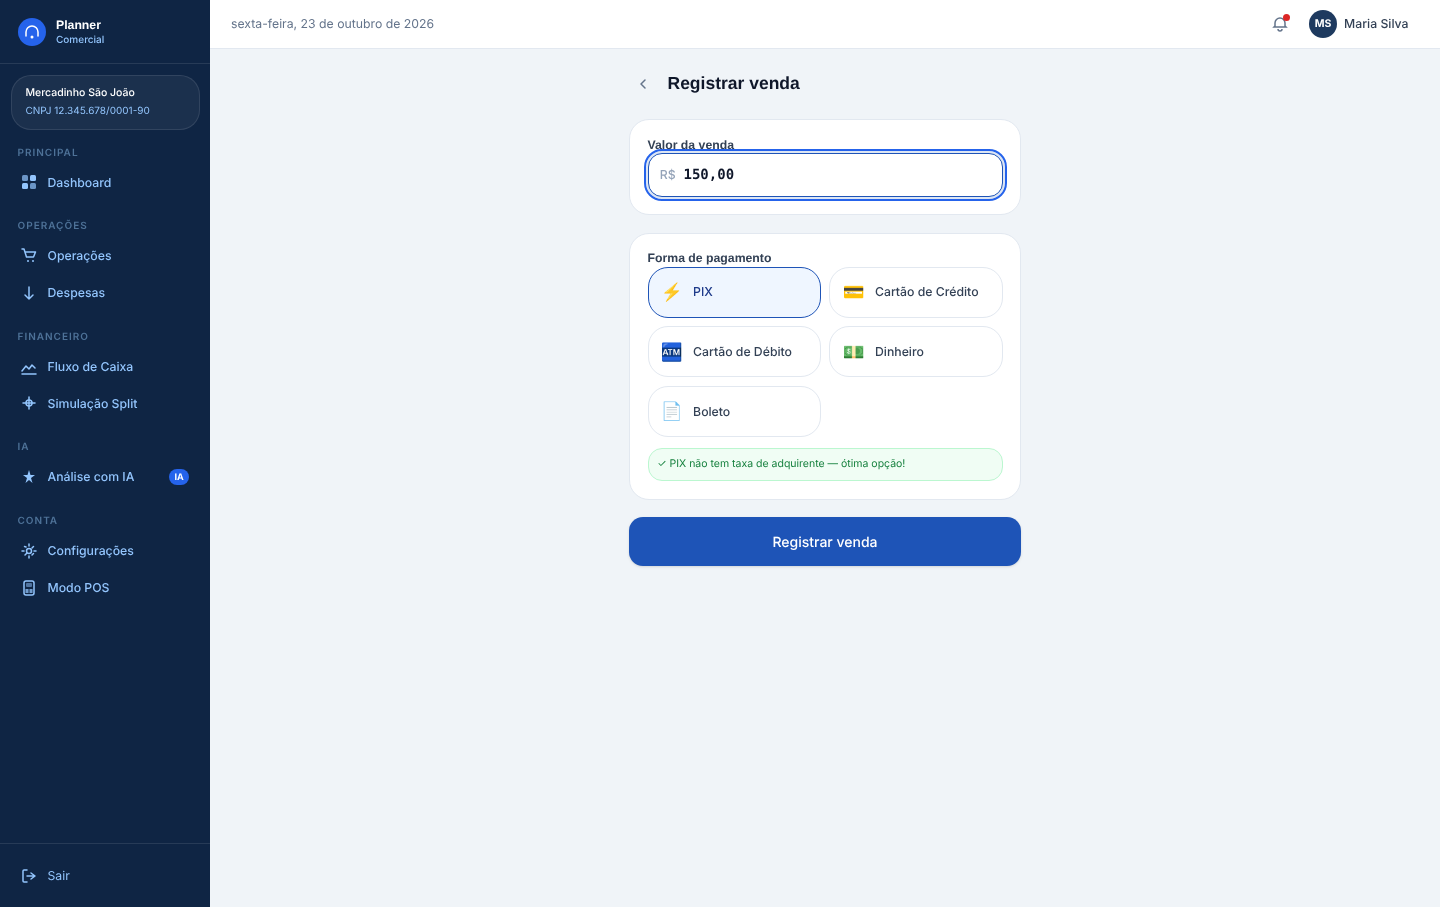 Planner
Comercial
Mercadinho São João
CNPJ 12.345.678/0001-90
PRINCIPAL
Dashboard
OPERAÇÕES
Operações
Despesas
FINANCEIRO
Fluxo de Caixa
Simulação Split
IA
Análise com IA
IA
CONTA
Configurações
Modo POS
Sair
sexta-feira, 23 de outubro de 2026
MS
Maria Silva
Registrar venda
Valor da venda
R$ 150,00
Forma de pagamento
PIX
Cartão de Crédito
ATM
Cartão de Débito
Dinheiro
Boleto
✓ PIX não tem taxa de adquirente — ótima opção!
Registrar venda